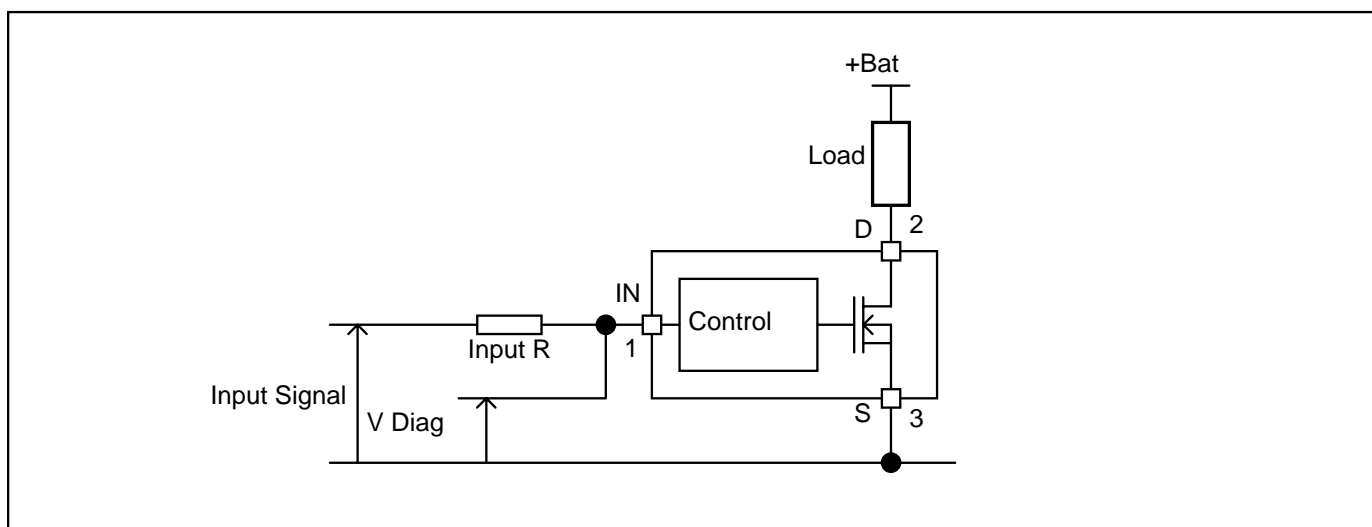 +Bat
Load
D
2
IN
Control
1
Input R
Input Signal
V Diag
S
3